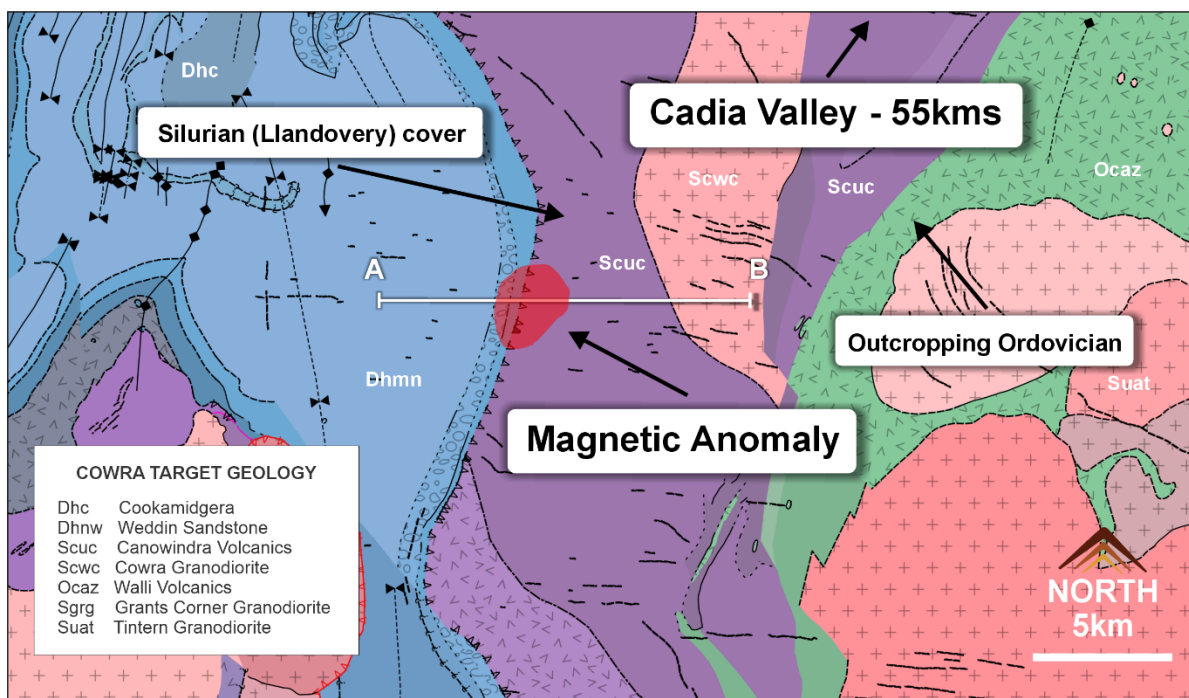 Dhc
Silurian (Llandovery) cover
Cadia Valley - 55kms
Scwc
Scuc
Ocaz
Scuc
A
B
Outcropping Ordovician
Dhmn
Suat
Magnetic Anomaly
COWRA TARGET GEOLOGY
Dhc Cookamidgera
Dhnw Weddin Sandstone
Scuc Canowindra Volcanics
Scwc Cowra Granodiorite
Ocaz Walli Volcanics
Sgrg Grants Corner Granodiorite
Suat Tintern Granodiorite
NORTH
5km